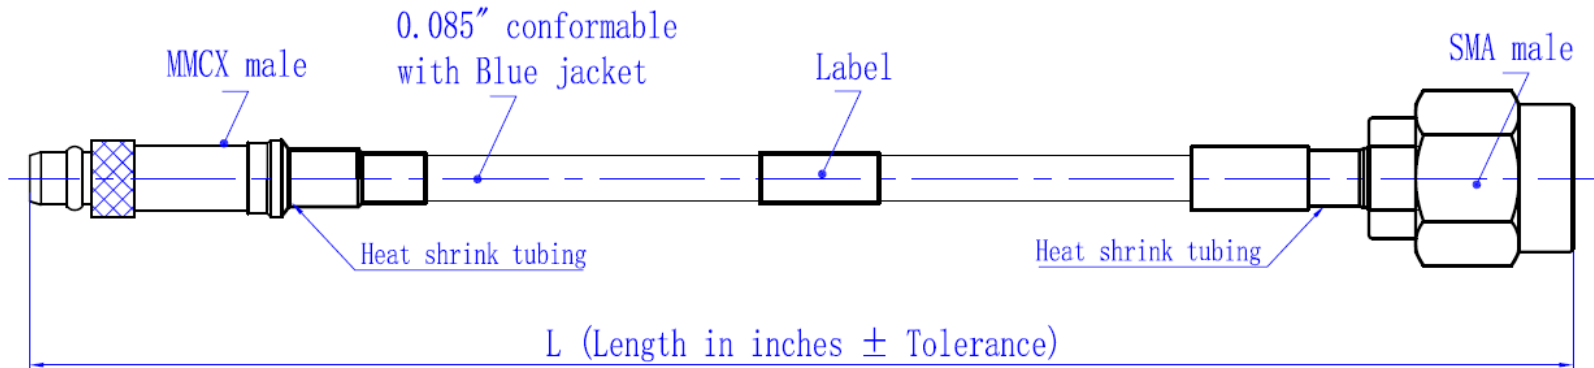 0.085″ conformable
with Blue jacket
MMCX male
Label
SMA male
Heat shrink tubing
Heat shrink tubing
L (Length in inches ± Tolerance)